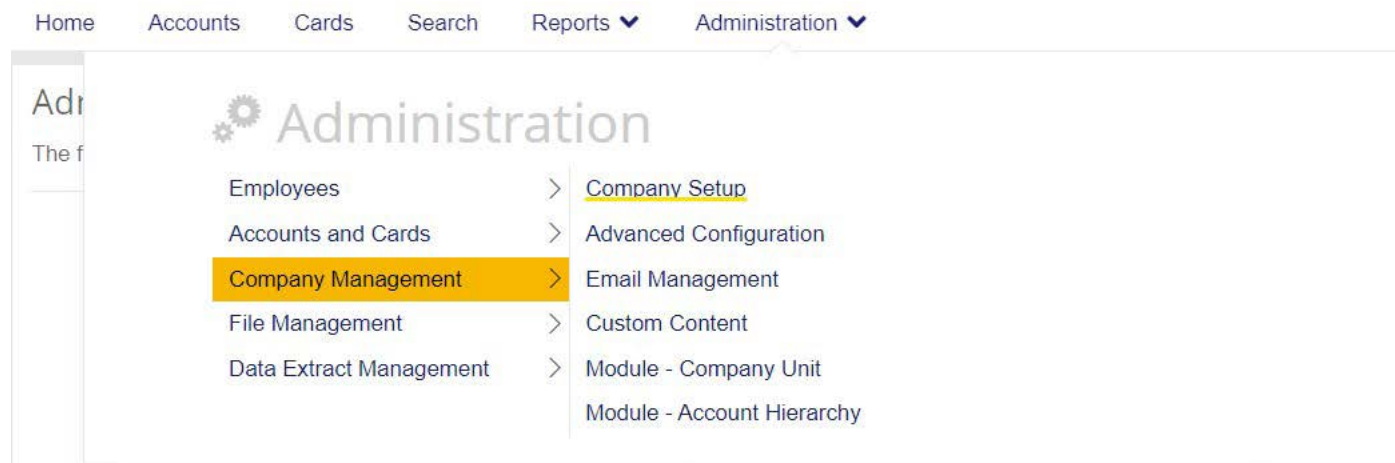 Home Accounts Cards Search Reports Administration
Adr
The f
Administration
Employees
Accounts and Cards
Company Management
File Management
Data Extract Management
Company Setup
Advanced Configuration
Email Management
Custom Content
Module - Company Unit
Module - Account Hierarchy